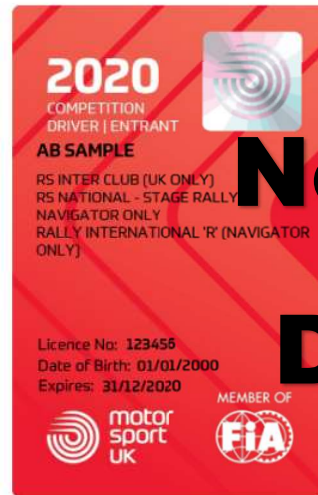 2020
COMPETITION
DRIVER | ENTRANT
AB SAMPLE
RS INTER CLUB (UK ONLY)
RS NATIONAL - STAGE RALLY
NAVIGATOR ONLY
RALLY INTERNATIONAL 'R' (NAVIGATOR
ONLY)
Licence No: 123456
Date of Birth: 01/01/2000
Expires: 31/12/2020
MEMBER OF
motor
sport
UK
FiA